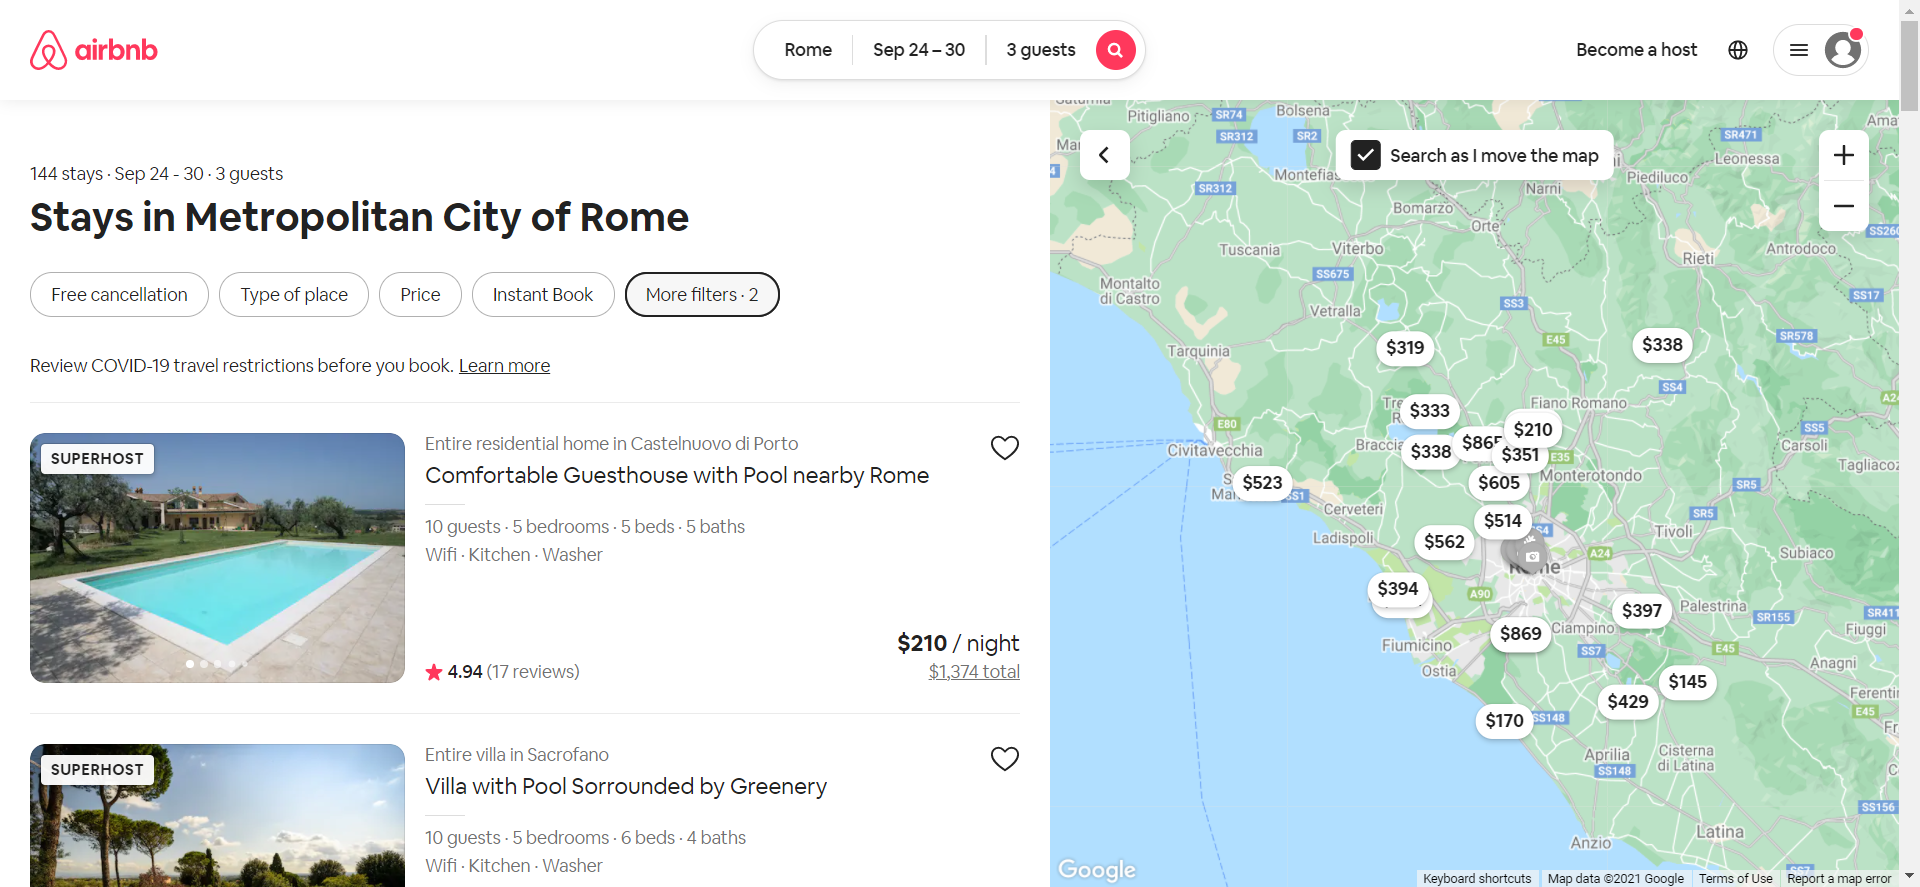 airbnb
Rome
Sep 24 – 30
3 guests
Become a host
144 stays · Sep 24 - 30 · 3 guests
Stays in Metropolitan City of Rome
Free cancellation
Type of place
Price
Instant Book
More filters · 2
Review COVID-19 travel restrictions before you book. Learn more
SUPERHOST
Entire residential home in Castelnuovo di Porto
Comfortable Guesthouse with Pool nearby Rome
10 guests · 5 bedrooms · 5 beds · 5 baths
Wifi · Kitchen · Washer
4.94 (17 reviews)
$210 / night
$1,374 total
SUPERHOST
Entire villa in Sacrofano
Villa with Pool Sorrounded by Greenery
10 guests · 5 bedrooms · 6 beds · 4 baths
Wifi · Kitchen · Washer
Search as I move the map
Pitigliano
SR74
Bolsena
SR312
SR2
SR471
Leonessa
Piediluco
SR312
Narni
Bomarzo
Orte
Tuscania
Viterbo
Antrodoco
Rieti
SS675
Montalto
di Castro
SS17
SS3
Vetralla
SR578
E45
$319
$338
Tarquinia
SS4
Fiano Romano
$333
$210
E80
SS5
Carsoli
Civitavecchia
$338
$351
E35
Monterotondo
$523
SS1
$605
SR5
Cerveteri
SR5
$514
Tivoli
Ladispoli
$562
A24
Subiaco
$394
A90
$397
Palestrina
SR155
SR411
Fiuggi
$869
Ciampino
Fiumicino
SS7
E45
Anagni
Ostia
$145
$429
E45
$170
SS148
Aprilia
Cisterna
di Latina
SS148
SS156
Latina
Anzio
Google
Keyboard shortcuts
Map data ©2021 Google
Terms of Use
Report a map error